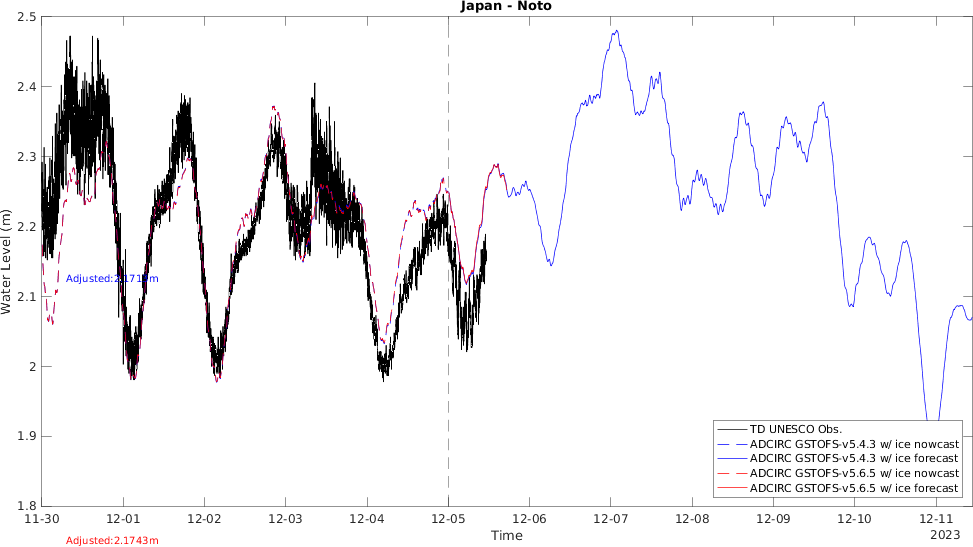 Japan - Noto
2.5
2.4
2.3
2.2
2.1
2
1.9
1.8
Water Level (m)
Adjusted:2.1717m
TD UNESCO Obs.
ADCIRC GSTOFS-v5.4.3 w/ ice nowcast
ADCIRC GSTOFS-v5.4.3 w/ ice forecast
ADCIRC GSTOFS-v5.6.5 w/ ice nowcast
ADCIRC GSTOFS-v5.6.5 w/ ice forecast
11-30 12-01 12-02 12-03 12-04 12-05 12-06 12-07 12-08 12-09 12-10 12-11
Time
2023
Adjusted:2.1743m